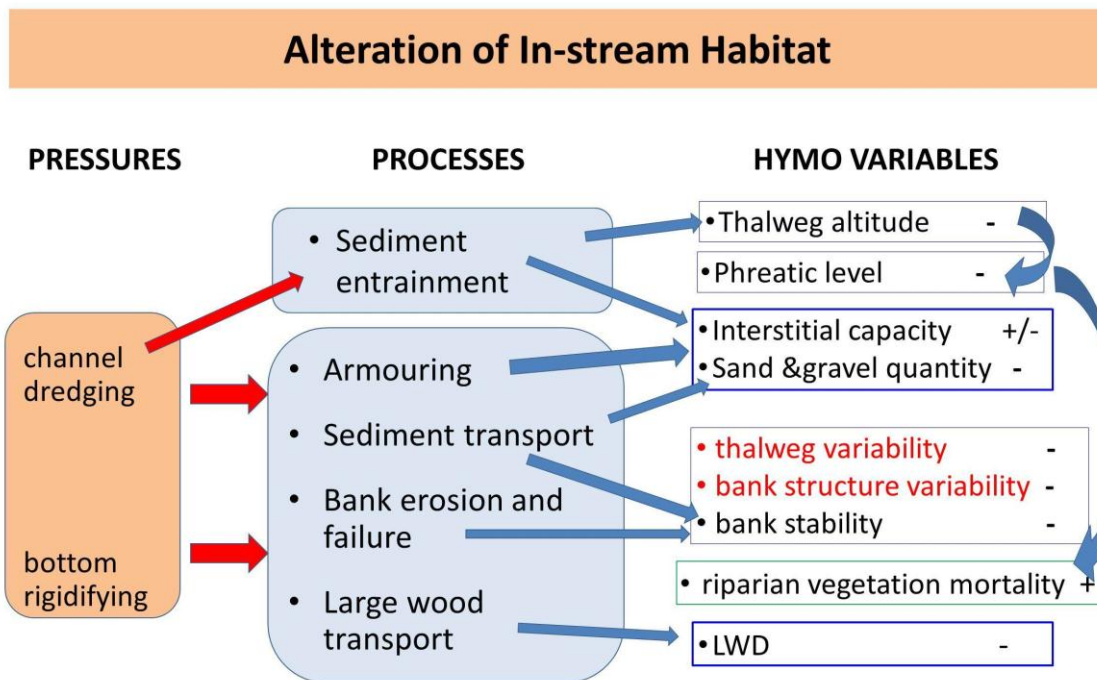 Alteration of In-stream Habitat
PRESSURES
PROCESSES
HYMO VARIABLES
channel
dredging
bottom
rigidifying
• Sediment
entrainment
• Armouring
• Sediment transport
• Bank erosion and
failure
• Large wood
transport
•Thalweg altitude -
•Phreatic level -
•Interstitial capacity +/-
•Sand &gravel quantity -
• thalweg variability -
• bank structure variability -
• bank stability -
• riparian vegetation mortality +
•LWD -